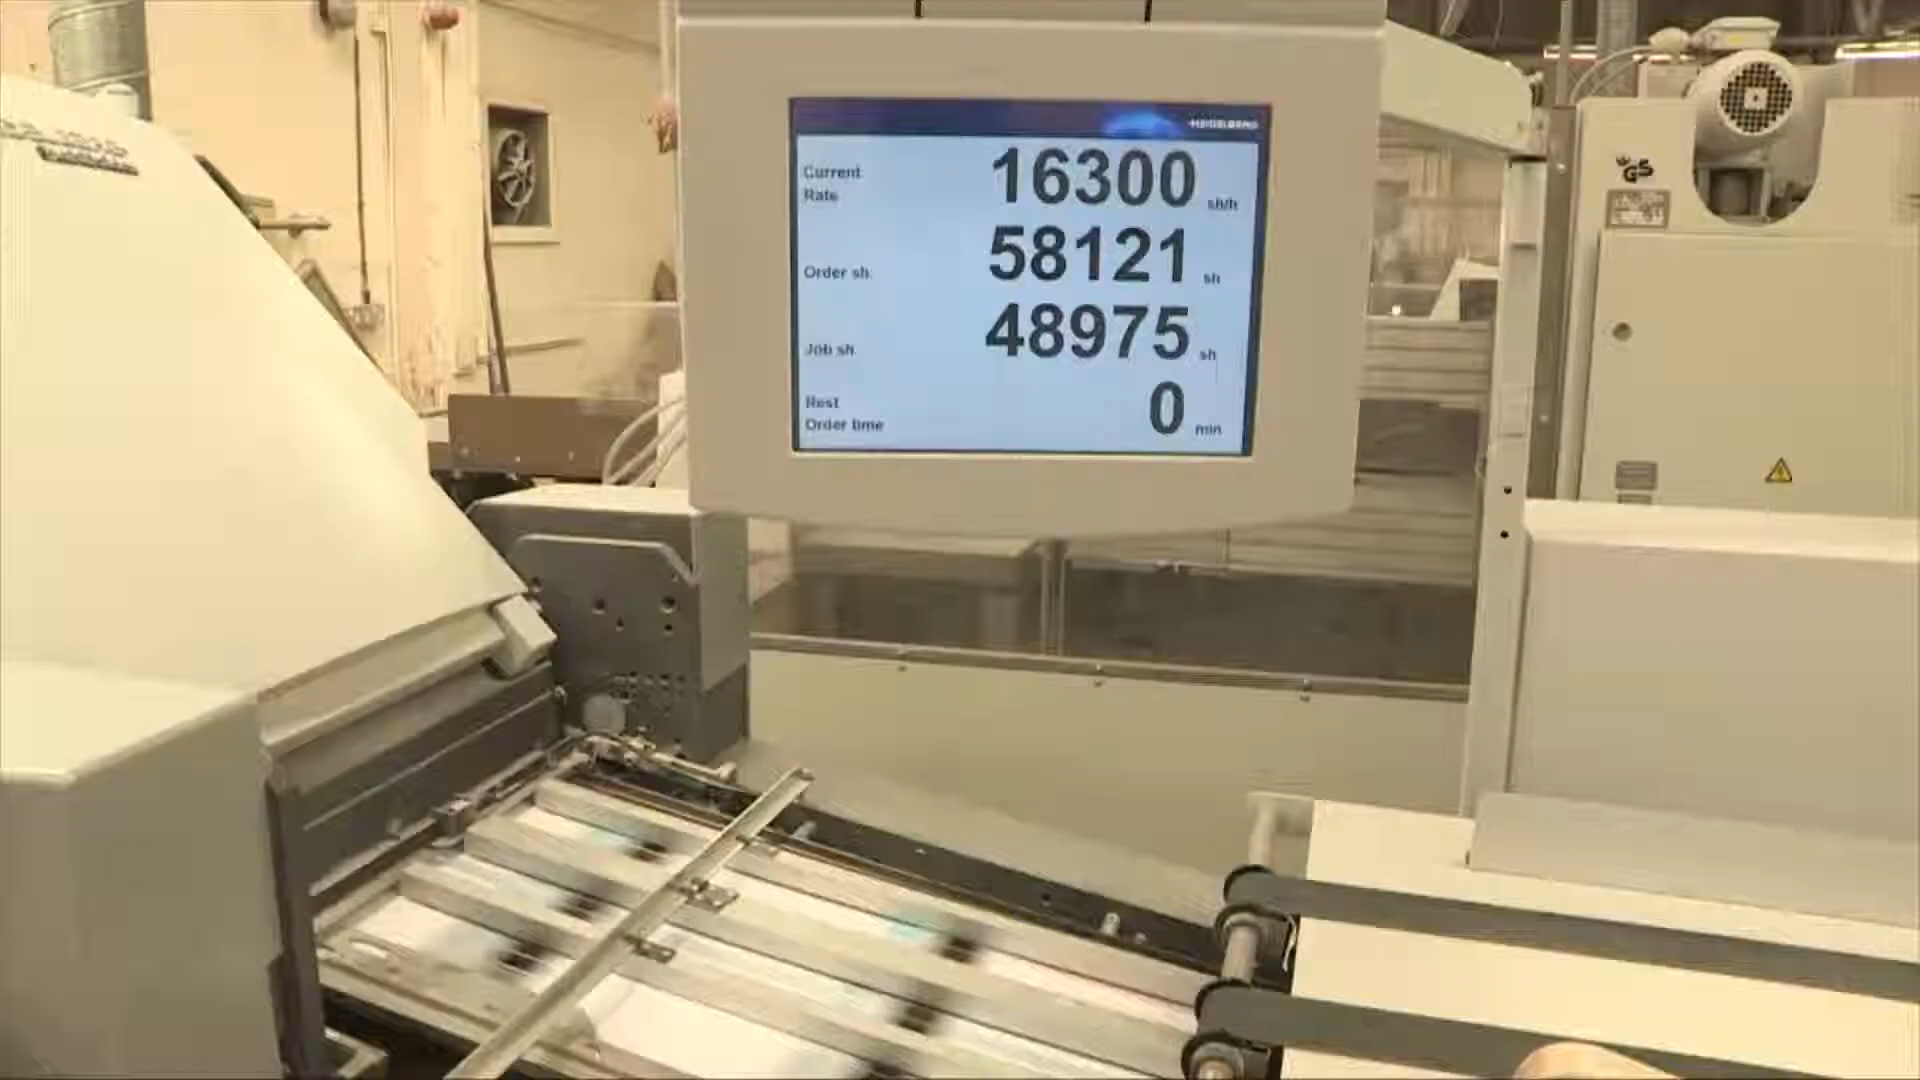 HEIDELBERG
Current
Rate
16300 sh/h
Order sh
58121 sh
Job sh
48975 sh
Rest
Order time
0 min
GS